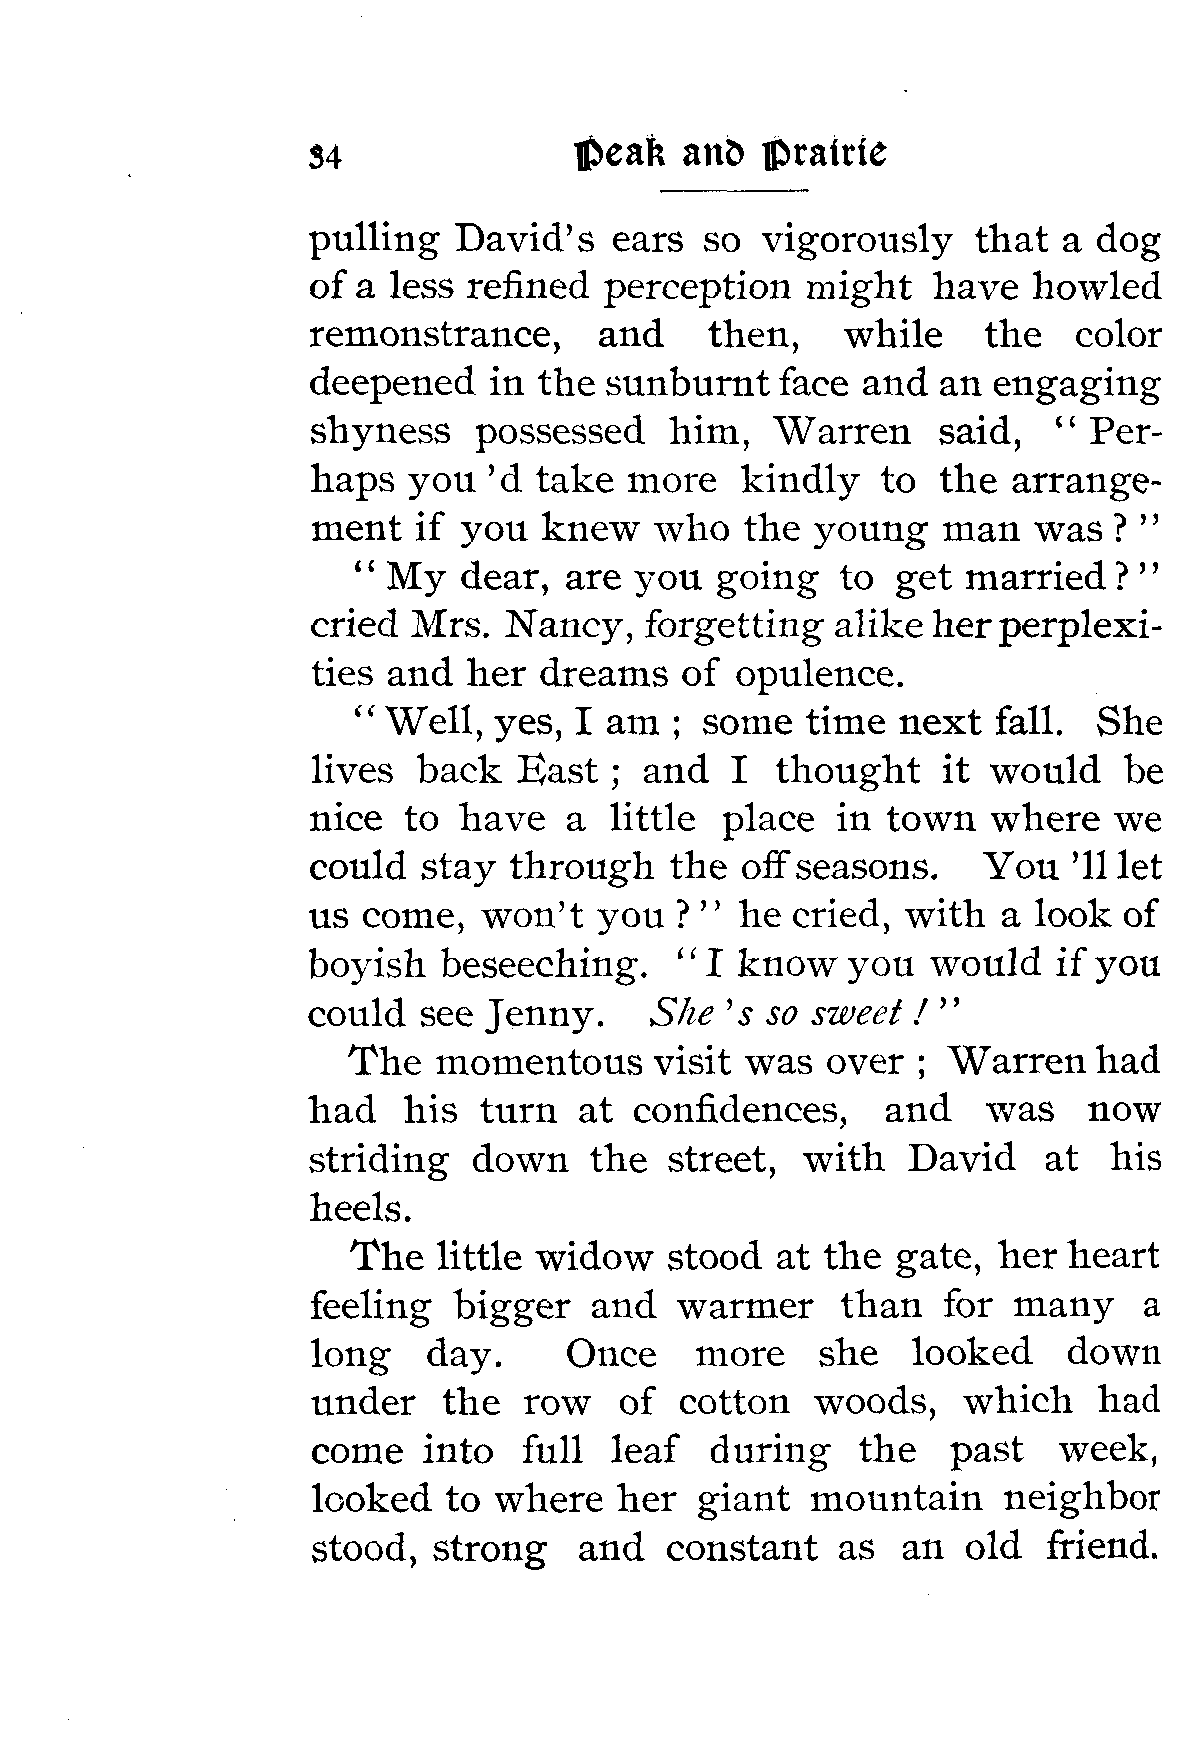 34 Peak and Prairie
pulling David's ears so vigorously that a dog
of a less refined perception might have howled
remonstrance, and then, while the color
deepened in the sunburnt face and an engaging
shyness possessed him, Warren said, " Per-
haps you 'd take more kindly to the arrange-
ment if you knew who the young man was ? "
" My dear, are you going to get married ? "
cried Mrs. Nancy, forgetting alike her perplexi-
ties and her dreams of opulence.
" Well, yes, I am ; some time next fall. She
lives back East ; and I thought it would be
nice to have a little place in town where we
could stay through the off seasons. You 'll let
us come, won't you ? " he cried, with a look of
boyish beseeching. " I know you would if you
could see Jenny. She 's so sweet ! "
The momentous visit was over ; Warren had
had his turn at confidences, and was now
striding down the street, with David at his
heels.
The little widow stood at the gate, her heart
feeling bigger and warmer than for many a
long day. Once more she looked down
under the row of cotton woods, which had
come into full leaf during the past week,
looked to where her giant mountain neighbor
stood, strong and constant as an old friend.